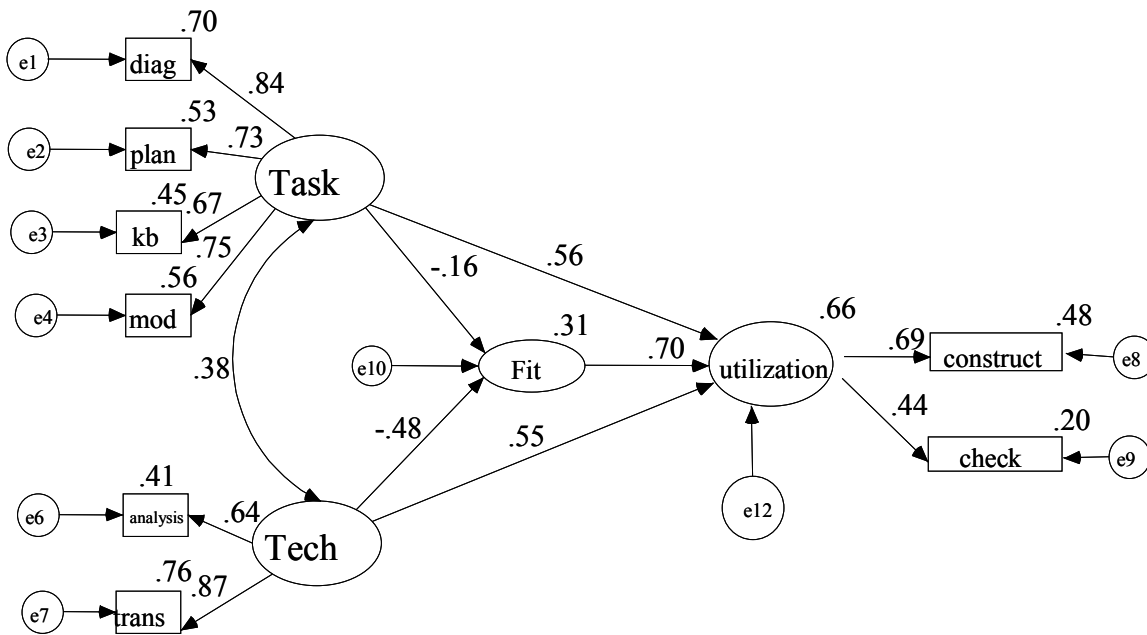 .70
e1
diag
.84
.53
e2
plan
.73
Task
.45
.67
e3
kb
.75
.56
e4
mod
.56
-.16
.38
.31
e10
Fit
.70
.66
utilization
.69
.48
construct
e8
.44
.20
check
e9
-.48
.55
e12
.41
e6
analysis
.64
Tech
.76
.87
e7
trans